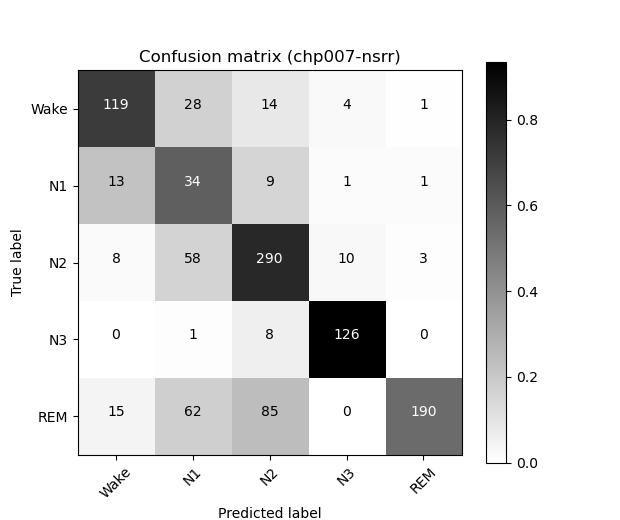 Confusion matrix (chp007-nsrr)
Wake 119 28 14 4 1
N1 13 34 9 1 1
N2 8 58 290 10 3
N3 0 1 8 126 0
REM 15 62 85 0 190
Wake N1 N2 N3 REM
Predicted label
True label
0.8
0.6
0.4
0.2
0.0